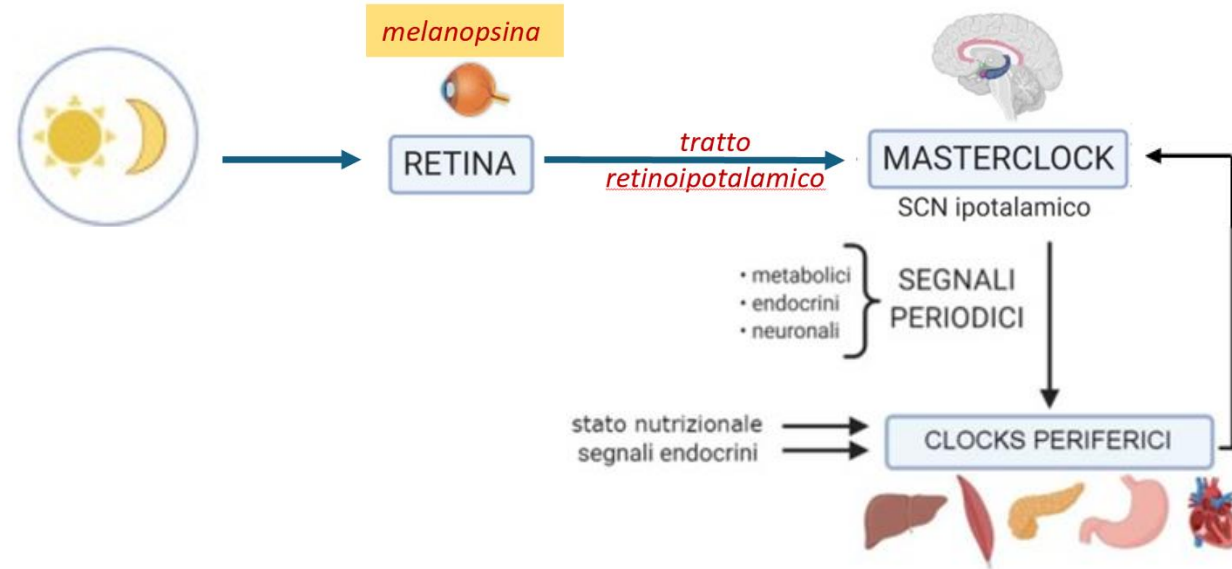 melanopsina
RETINA
tratto
retinoipotalamico
MASTERCLOCK
SCN ipotalamico
• metabolici
• endocrini
• neuronali
SEGNALI
PERIODICI
stato nutrizionale
segnali endocrini
CLOCKS PERIFERICI